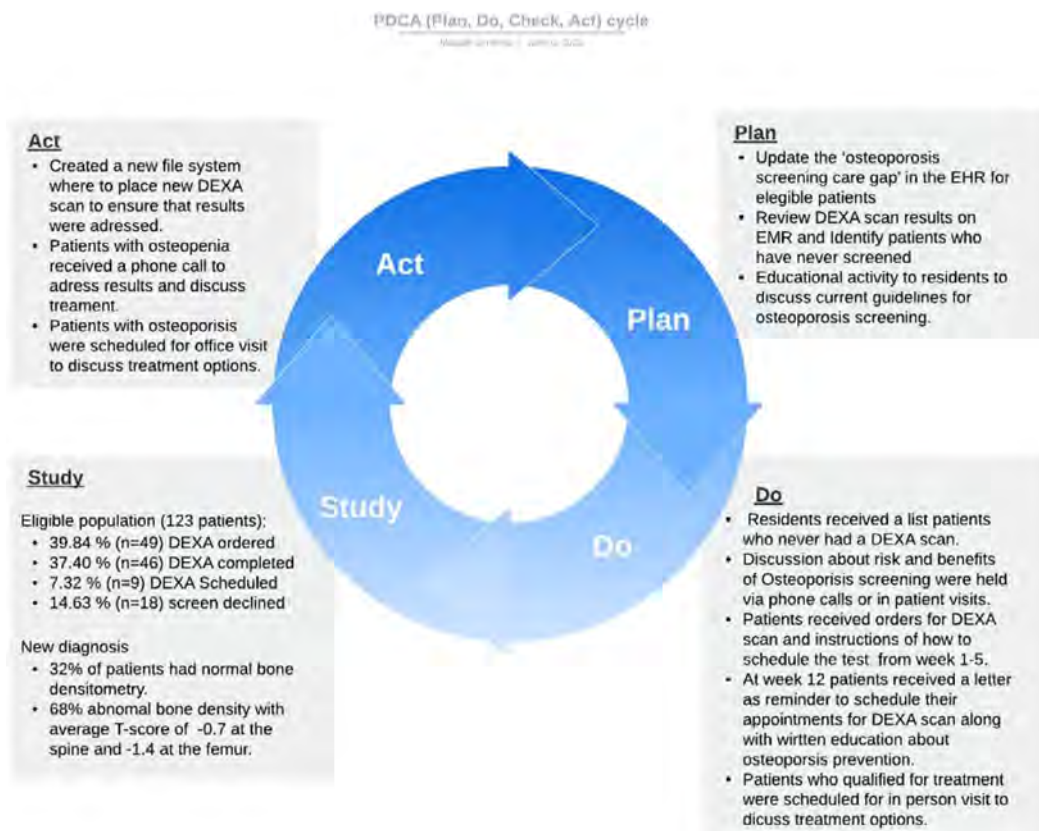 PDCA (Plan, Do, Check, Act) cycle
Act
• Created a new file system
where to place new DEXA
scan to ensure that results
were adressed.
• Patients with osteopenia
received a phone call to
adress results and discuss
treament.
• Patients with osteoporisis
were scheduled for office visit
to discuss treatment options.
Plan
• Update the ‘osteoporosis
screening care gap’ in the EHR for
elegible patients
• Review DEXA scan results on
EMR and Identify patients who
have never screened
• Educational activity to residents to
discuss current guidelines for
osteoporosis screening.
Act
Plan
Study
Do
Study
Eligible population (123 patients):
• 39.84 % (n=49) DEXA ordered
• 37.40 % (n=46) DEXA completed
• 7.32 % (n=9) DEXA Scheduled
• 14.63 % (n=18) screen declined
New diagnosis
• 32% of patients had normal bone
densitometry.
• 68% abnomal bone density with
average T-score of -0.7 at the
spine and -1.4 at the femur.
Do
• Residents received a list patients
who never had a DEXA scan.
• Discussion about risk and benefits
of Osteoporisis screening were held
via phone calls or in patient visits.
• Patients received orders for DEXA
scan and instructions of how to
schedule the test from week 1-5.
• At week 12 patients received a letter
as reminder to schedule their
appointments for DEXA scan along
with wirtten education about
osteoporsis prevention.
• Patients who qualified for treatment
were scheduled for in person visit to
dicuss treatment options.